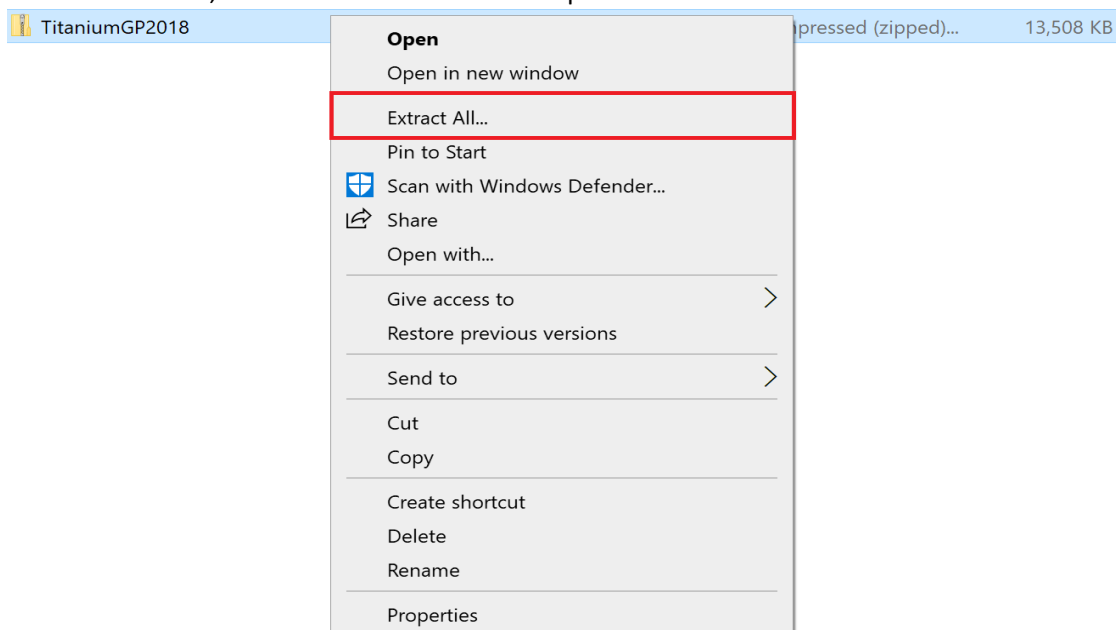 TitaniumGP2018 pressed (zipped)... 13,508 KB
Open
Open in new window
Extract All...
Pin to Start
Scan with Windows Defender...
Share
Open with...
Give access to
Restore previous versions
Send to
Cut
Copy
Create shortcut
Delete
Rename
Properties